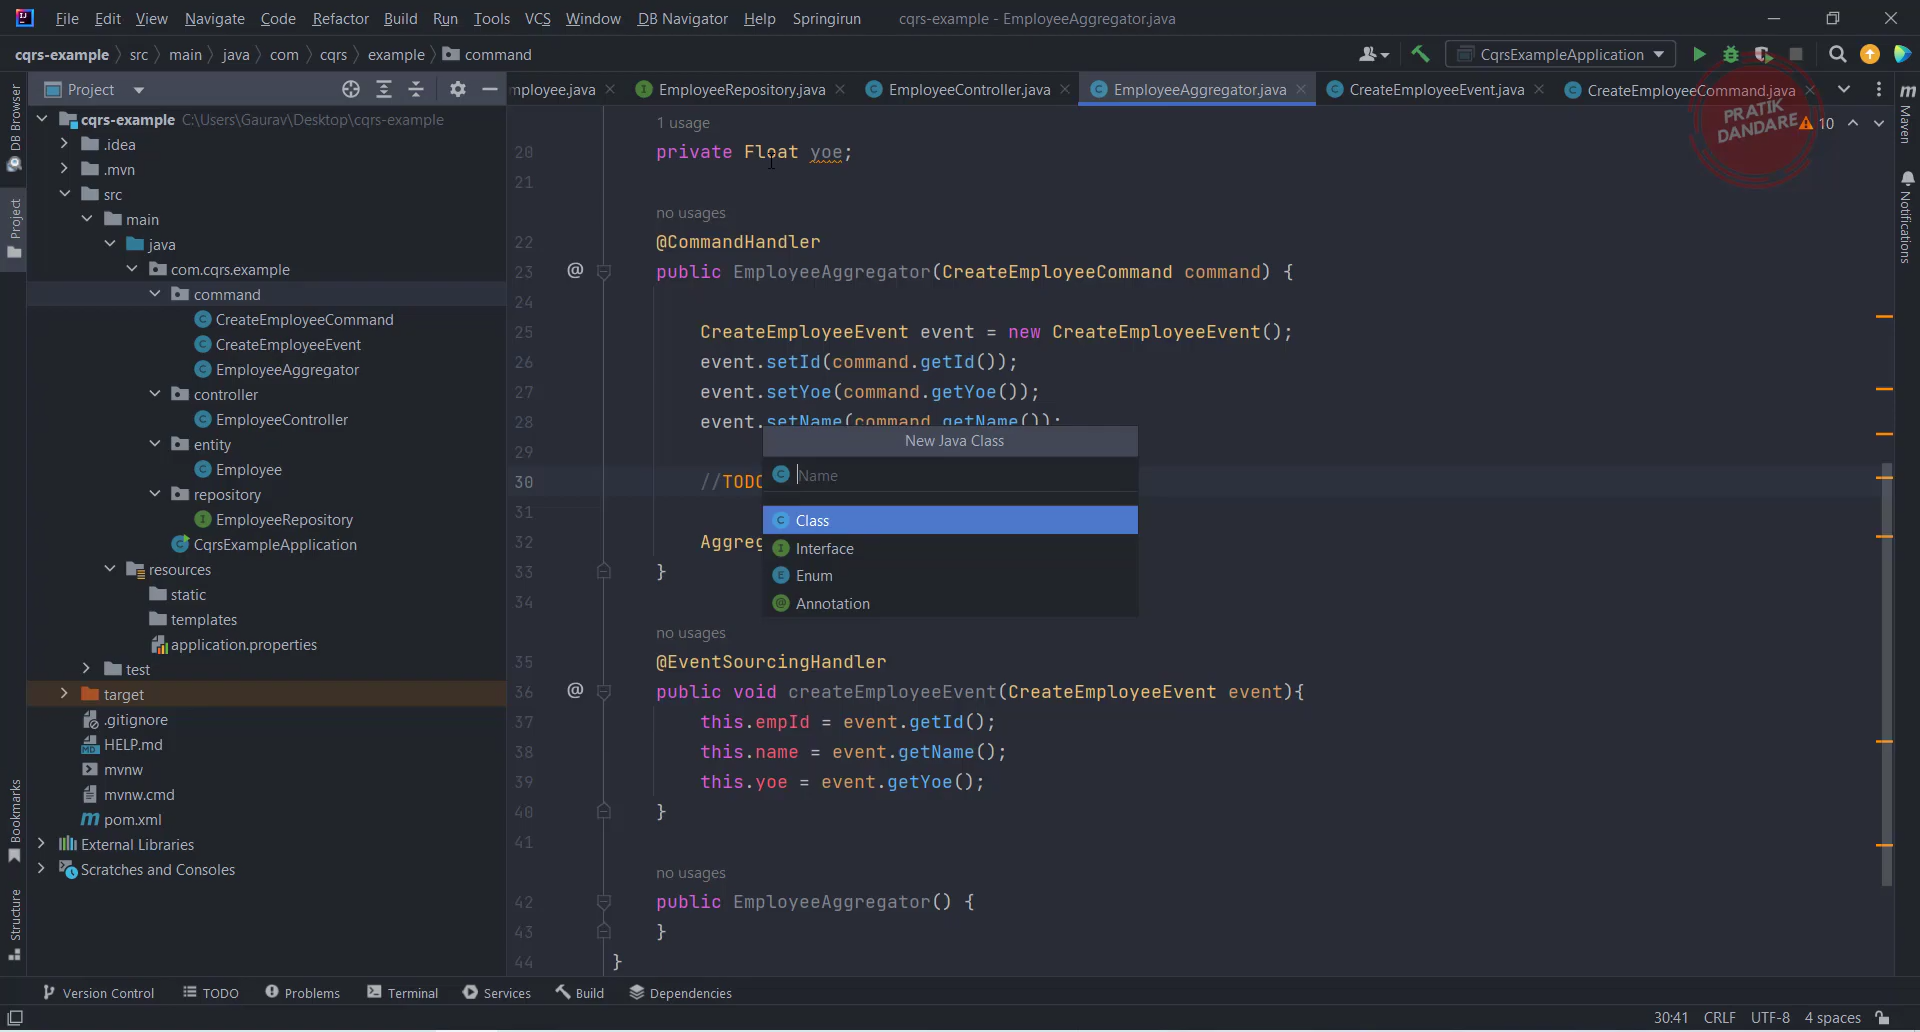 File Edit View Navigate Code Refactor Build Run Tools VCS Window DB Navigator Help Springirun cqrs-example - EmployeeAggregator.java
cqrs-example src main java com cqrs example command CqrsExampleApplication
Project
mployee.java EmployeeRepository.java EmployeeController.java EmployeeAggregator.java CreateEmployeeEvent.java CreateEmployeeCommand.java
DB Browser
Project
Bookmarks
Structure
Maven
Notifications
PRATIK
DANDARE
10
cqrs-example C:\Users\Gaurav\Desktop\cqrs-example
.idea
.mvn
src
main
java
com.cqrs.example
command
CreateEmployeeCommand
CreateEmployeeEvent
EmployeeAggregator
controller
EmployeeController
entity
Employee
repository
EmployeeRepository
CqrsExampleApplication
resources
static
templates
application.properties
test
target
.gitignore
HELP.md
mvnw
mvnw.cmd
pom.xml
External Libraries
Scratches and Consoles
1 usage
20 private Float yoe;
21
no usages
22 @CommandHandler
23 public EmployeeAggregator(CreateEmployeeCommand command) {
24
25 CreateEmployeeEvent event = new CreateEmployeeEvent();
26 event.setId(command.getId());
27 event.setYoe(command.getYoe());
28 event.setName(command.getName());
29
30 //TODO
31
32 Aggreg
33 }
34
no usages
35 @EventSourcingHandler
36 public void createEmployeeEvent(CreateEmployeeEvent event){
37 this.empId = event.getId();
38 this.name = event.getName();
39 this.yoe = event.getYoe();
40 }
41
no usages
42 public EmployeeAggregator() {
43 }
44 }
New Java Class
Name
Class
Interface
Enum
Annotation
Version Control TODO Problems Terminal Services Build Dependencies
30:41 CRLF UTF-8 4 spaces